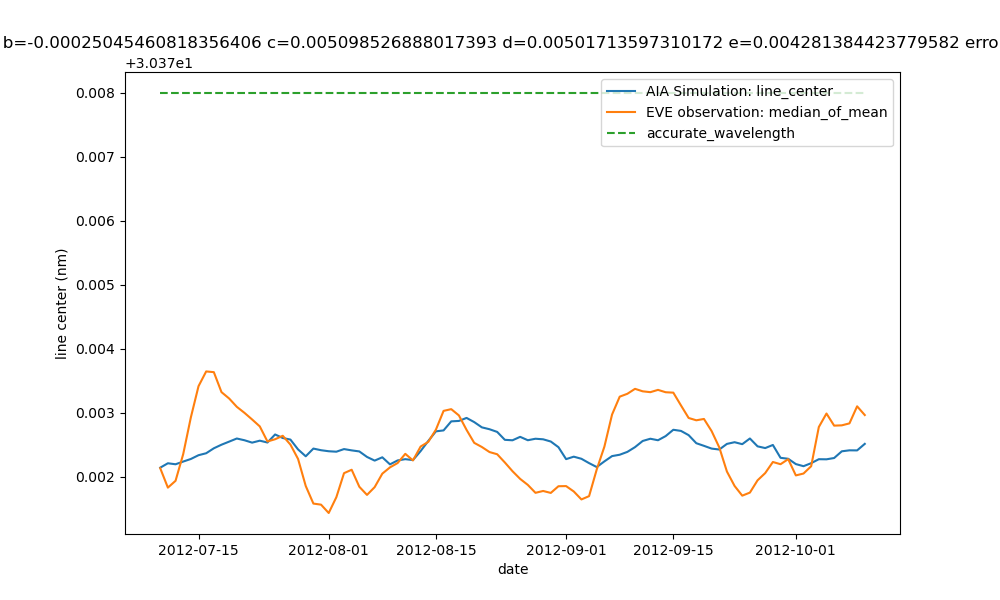 b=-0.00025045460818356406 c=0.005098526888017393 d=0.00501713597310172 e=0.004281384423779582 erro
+3.037e1
0.008
0.007
0.006
0.005
0.004
0.003
0.002
line center (nm)
AIA Simulation: line_center
EVE observation: median_of_mean
accurate_wavelength
2012-07-15
2012-08-01
2012-08-15
2012-09-01
2012-09-15
2012-10-01
date